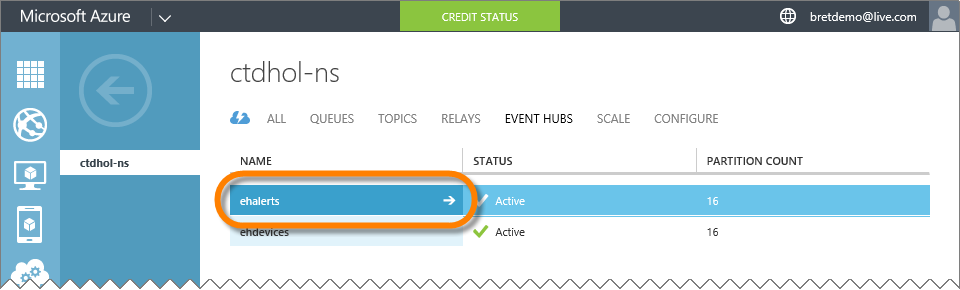 Microsoft Azure CREDIT STATUS bretdemo@live.com
ctdhol-ns
ALL QUEUES TOPICS RELAYS EVENT HUBS SCALE CONFIGURE
ctdhol-ns
NAME STATUS PARTITION COUNT
ehalerts Active 16
ehdevices Active 16